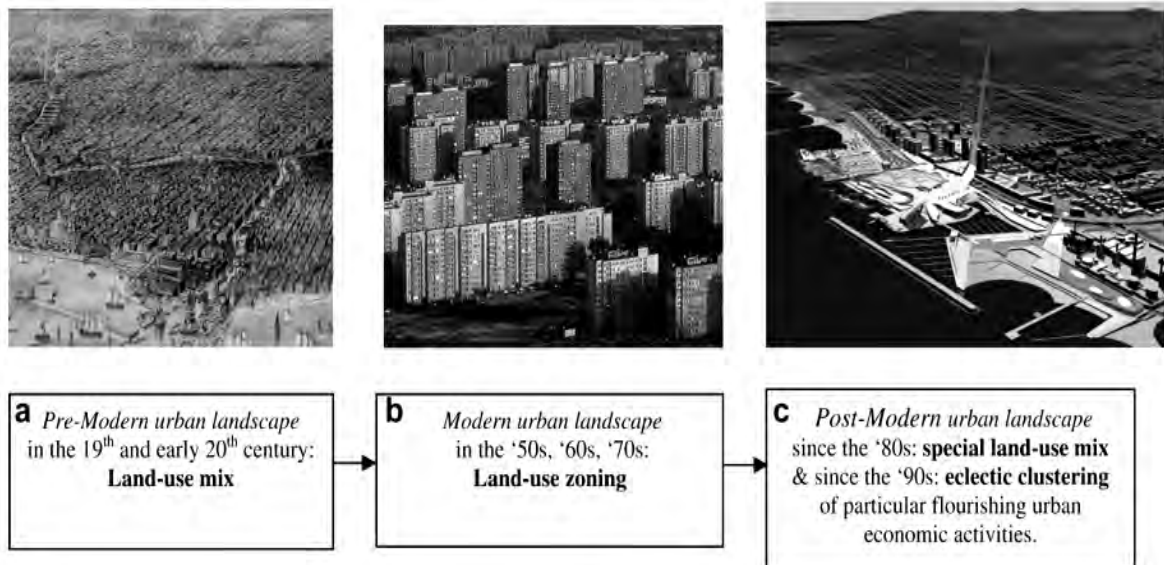 a Pre-Modern urban landscape
in the 19th and early 20th century:
Land-use mix
b Modern urban landscape
in the ‘50s, ‘60s, ‘70s:
Land-use zoning
c Post-Modern urban landscape
since the ‘80s: special land-use mix
& since the ‘90s: eclectic clustering
of particular flourishing urban
economic activities.